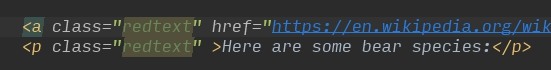 <a class="redtext" href="https://en.wikipedia.org/wik
<p class="redtext" >Here are some bear species:</p>